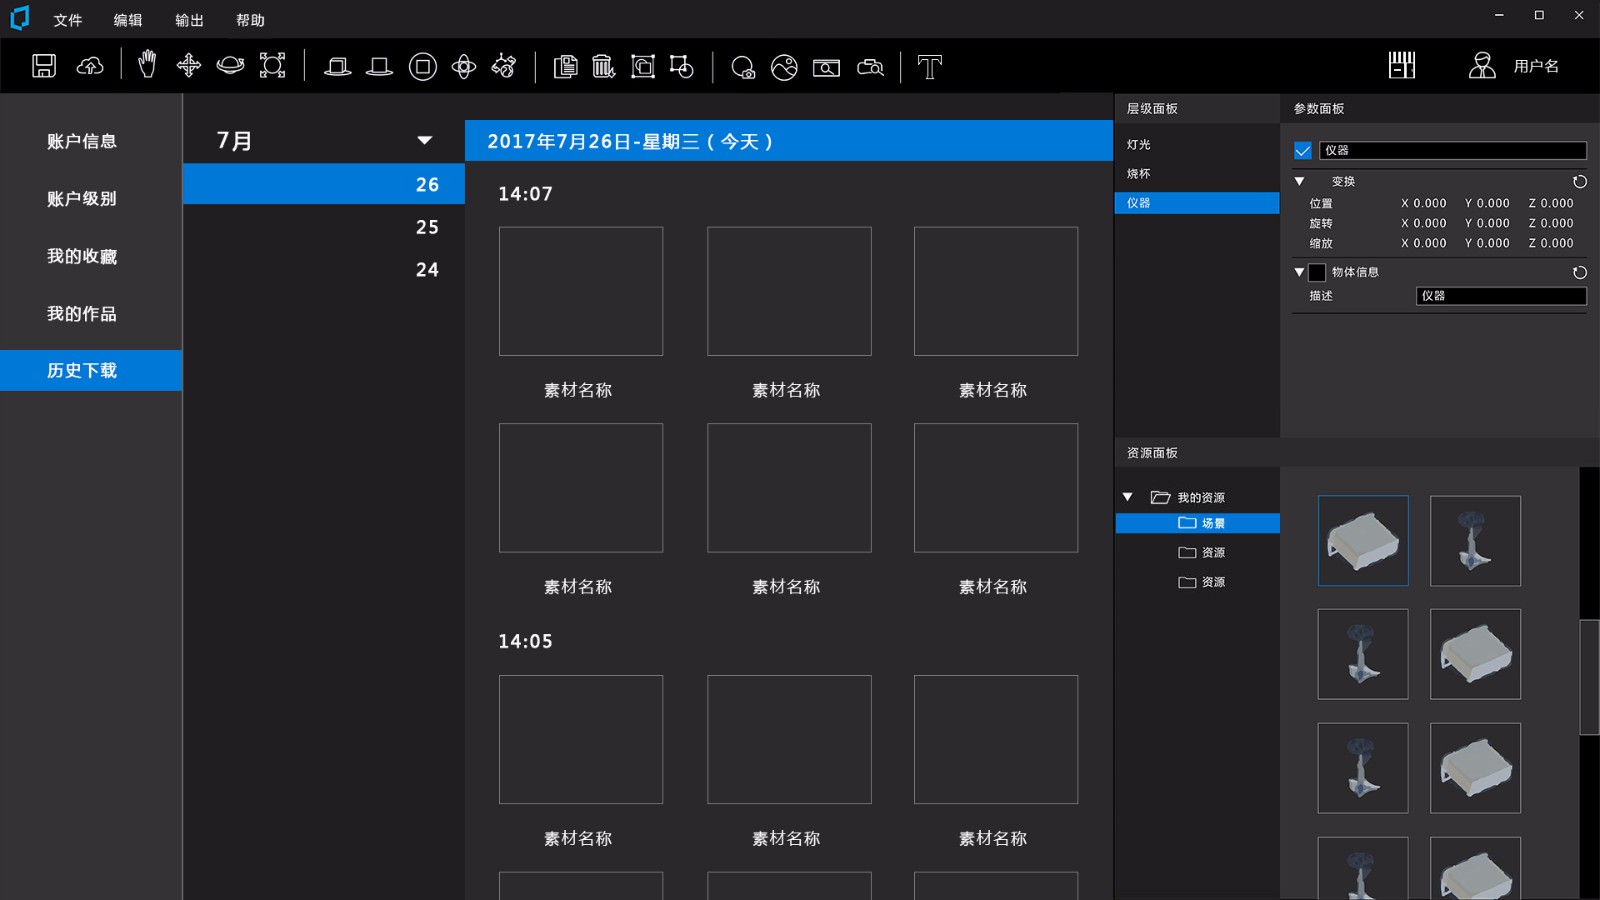 文件 编辑 输出 帮助
用户名
账户信息
账户级别
我的收藏
我的作品
历史下载
7月
26
25
24
2017年7月26日-星期三（今天）
14:07
素材名称 素材名称 素材名称
素材名称 素材名称 素材名称
14:05
素材名称 素材名称 素材名称
层级面板
灯光
烧杯
仪器
参数面板
仪器
变换
位置 X 0.000 Y 0.000 Z 0.000
旋转 X 0.000 Y 0.000 Z 0.000
缩放 X 0.000 Y 0.000 Z 0.000
物体信息
描述 仪器
资源面板
我的资源
场景
资源
资源